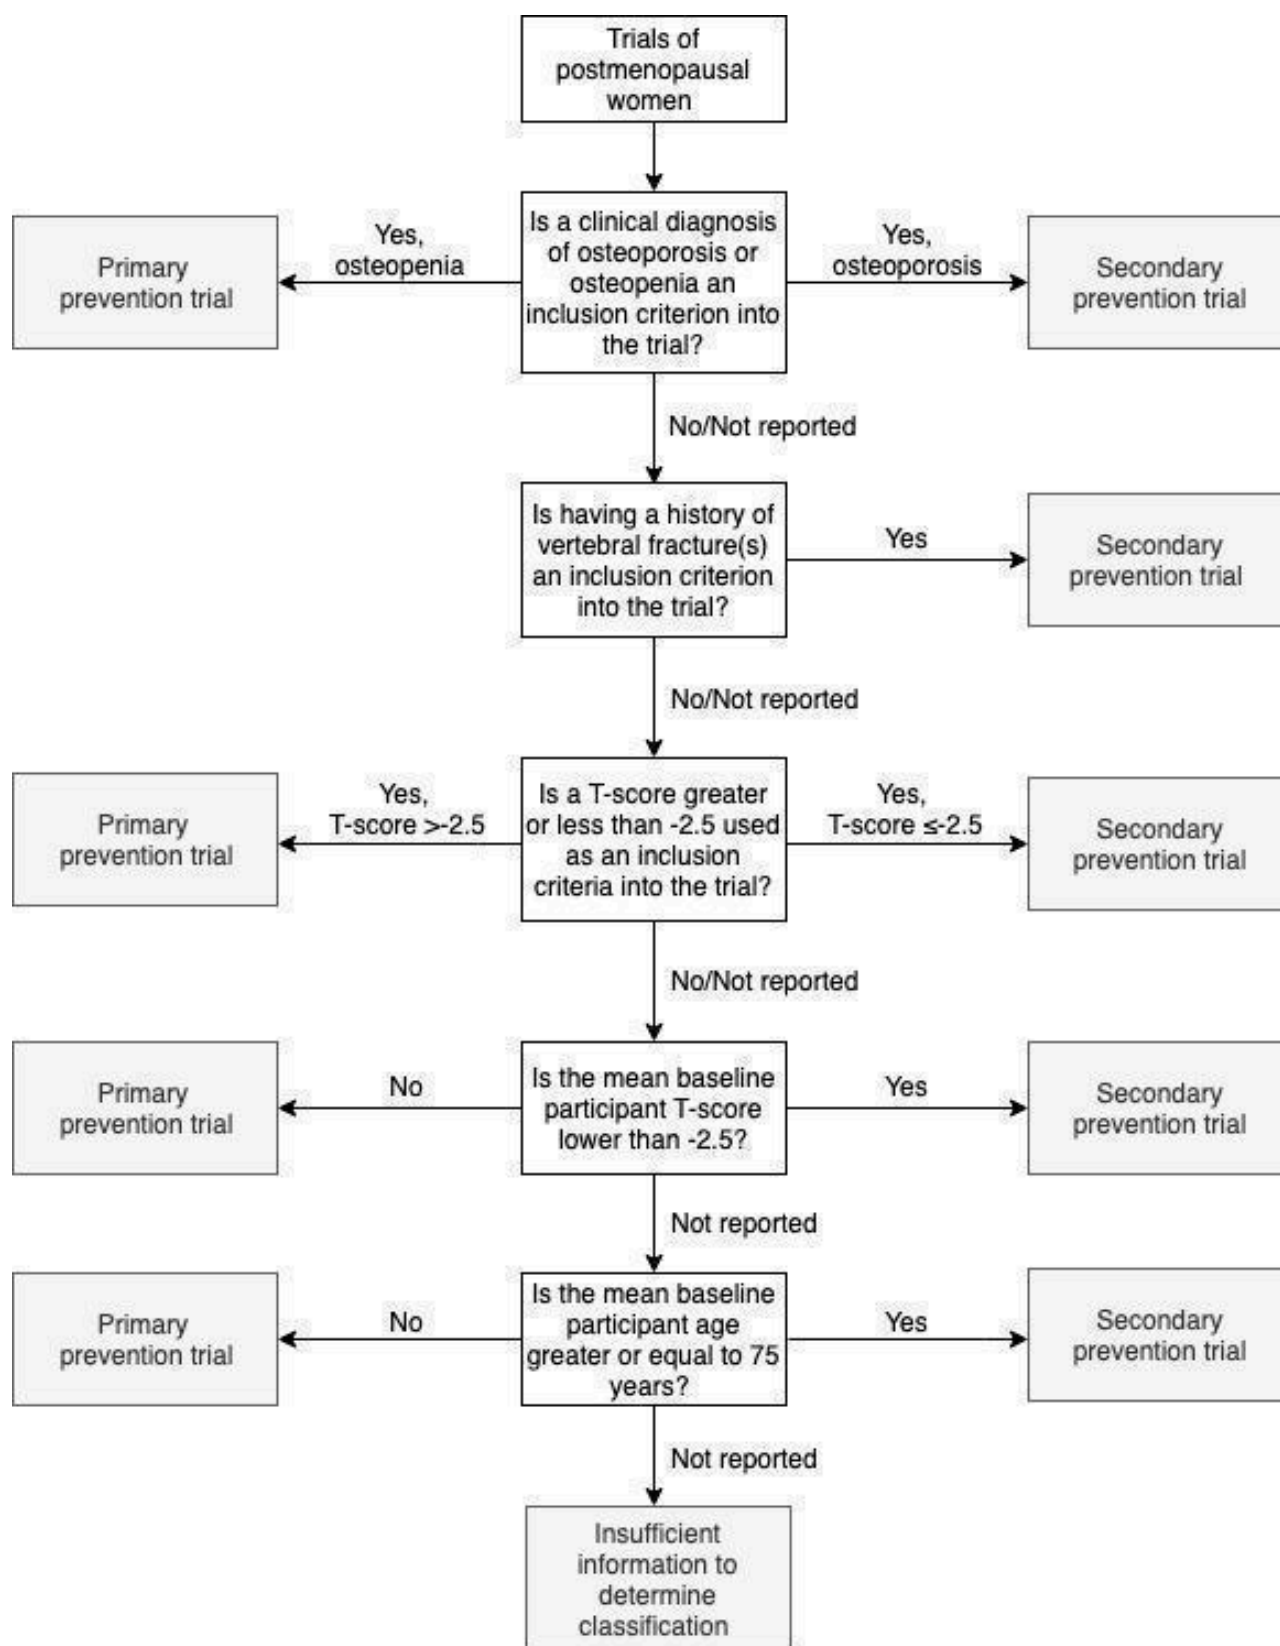 Trials of
postmenopausal
women
Yes,
osteopenia
Is a clinical diagnosis
of osteoporosis or
osteopenia an
inclusion criterion into
the trial?
Yes,
osteoporosis
Primary
prevention trial
Secondary
prevention trial
No/Not reported
Is having a history of
vertebral fracture(s)
an inclusion criterion
into the trial?
Yes
Secondary
prevention trial
No/Not reported
Primary
prevention trial
Yes,
T-score >-2.5
Is a T-score greater
or less than -2.5 used
as an inclusion
criteria into the trial?
Yes,
T-score ≤-2.5
Secondary
prevention trial
No/Not reported
Primary
prevention trial
No
Is the mean baseline
participant T-score
lower than -2.5?
Yes
Secondary
prevention trial
Not reported
Primary
prevention trial
No
Is the mean baseline
participant age
greater or equal to 75
years?
Yes
Secondary
prevention trial
Not reported
Insufficient
information to
determine
classification